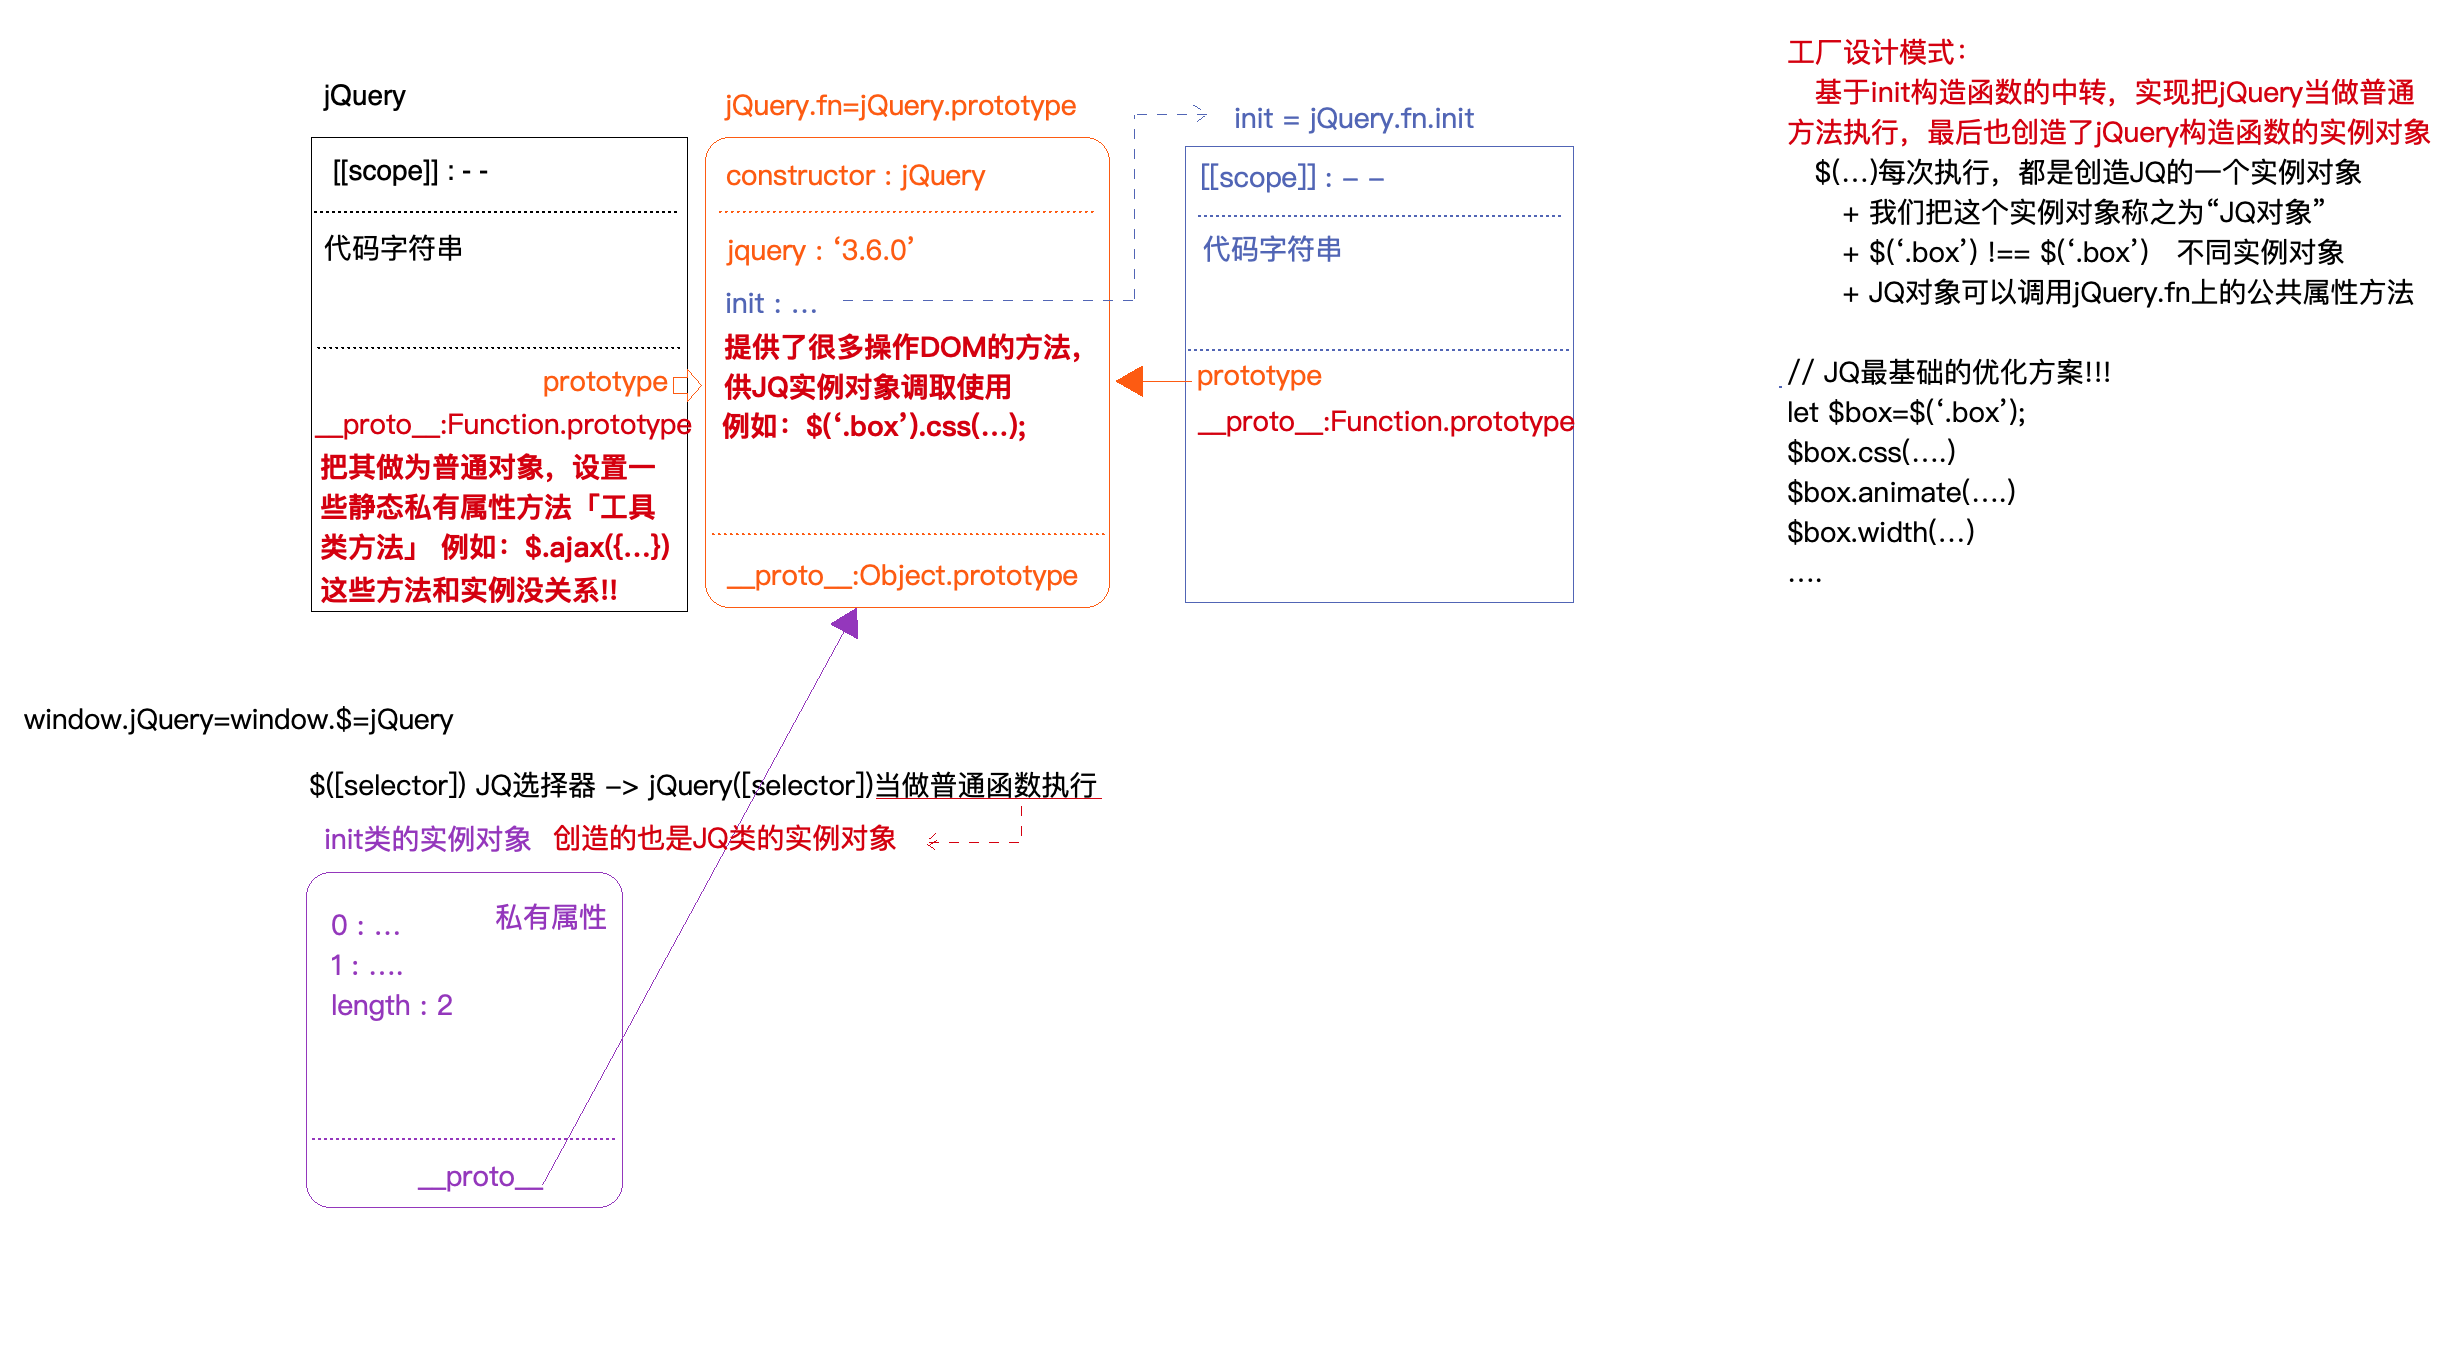 jQuery
[[scope]] : - -
代码字符串
prototype
__proto__:Function.prototype
把其做为普通对象，设置一
些静态私有属性方法「工具
类方法」 例如：$.ajax({...})
这些方法和实例没关系!!
jQuery.fn=jQuery.prototype
constructor : jQuery
jquery : ‘3.6.0’
init : ...
提供了很多操作DOM的方法，
供JQ实例对象调取使用
例如：$(‘.box’).css(...);
__proto__:Object.prototype
init = jQuery.fn.init
[[scope]] : – –
代码字符串
prototype
__proto__:Function.prototype
工厂设计模式：
基于init构造函数的中转，实现把jQuery当做普通
方法执行，最后也创造了jQuery构造函数的实例对象
$(...)每次执行，都是创造JQ的一个实例对象
+ 我们把这个实例对象称之为“JQ对象”
+ $(‘.box’) !== $(‘.box’) 不同实例对象
+ JQ对象可以调用jQuery.fn上的公共属性方法
// JQ最基础的优化方案!!!
let $box=$(‘.box’);
$box.css(....)
$box.animate(....)
$box.width(...)
....
window.jQuery=window.$=jQuery
$([selector]) JQ选择器 –> jQuery([selector])当做普通函数执行
init类的实例对象 创造的也是JQ类的实例对象
0 : ... 私有属性
1 : ....
length : 2
__proto__